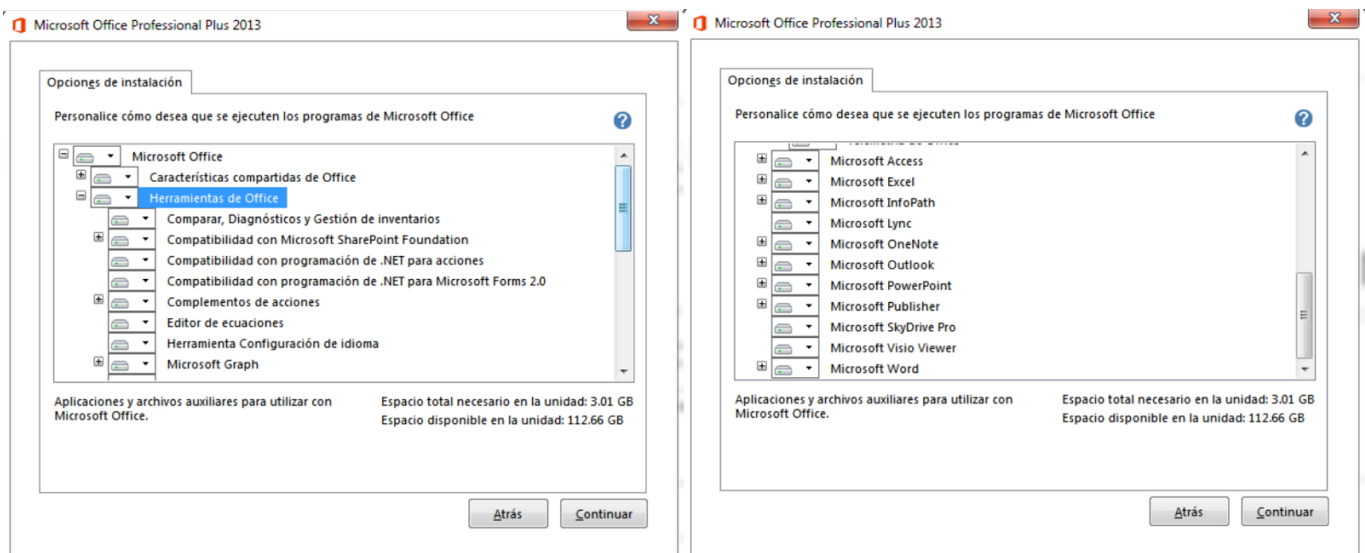 Microsoft Office Professional Plus 2013
Opciones de instalación
Personalice cómo desea que se ejecuten los programas de Microsoft Office
Microsoft Office
Características compartidas de Office
Herramientas de Office
Comparar, Diagnósticos y Gestión de inventarios
Compatibilidad con Microsoft SharePoint Foundation
Compatibilidad con programación de .NET para acciones
Compatibilidad con programación de .NET para Microsoft Forms 2.0
Complementos de acciones
Editor de ecuaciones
Herramienta Configuración de idioma
Microsoft Graph
Aplicaciones y archivos auxiliares para utilizar con
Microsoft Office.
Espacio total necesario en la unidad: 3.01 GB
Espacio disponible en la unidad: 112.66 GB
Atrás
Continuar
Microsoft Office Professional Plus 2013
Opciones de instalación
Personalice cómo desea que se ejecuten los programas de Microsoft Office
Microsoft Access
Microsoft Excel
Microsoft InfoPath
Microsoft Lync
Microsoft OneNote
Microsoft Outlook
Microsoft PowerPoint
Microsoft Publisher
Microsoft SkyDrive Pro
Microsoft Visio Viewer
Microsoft Word
Aplicaciones y archivos auxiliares para utilizar con
Microsoft Office.
Espacio total necesario en la unidad: 3.01 GB
Espacio disponible en la unidad: 112.66 GB
Atrás
Continuar